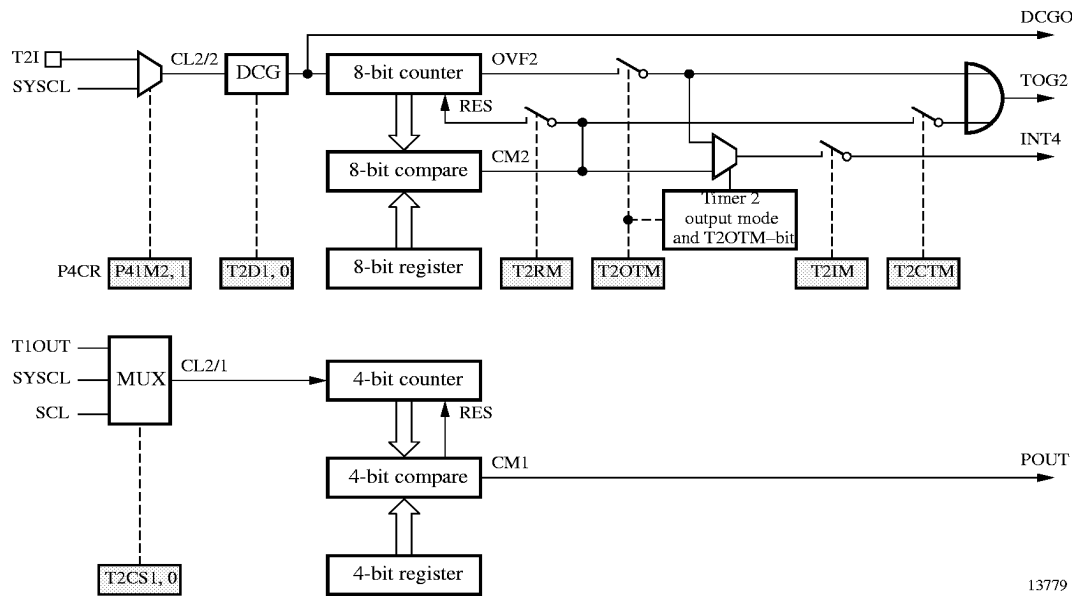 DCGO
T2I
CL2/2
OVF2
SYSCL
DCG
8-bit counter
TOG2
RES
CM2
INT4
8-bit compare
Timer 2
output mode
and T2OTM–bit
P4CR
P41M2, 1
T2D1, 0
8-bit register
T2RM
T2OTM
T2IM
T2CTM
T1OUT
CL2/1
SYSCL
MUX
4-bit counter
SCL
RES
CM1
POUT
4-bit compare
T2CS1, 0
4-bit register
13779